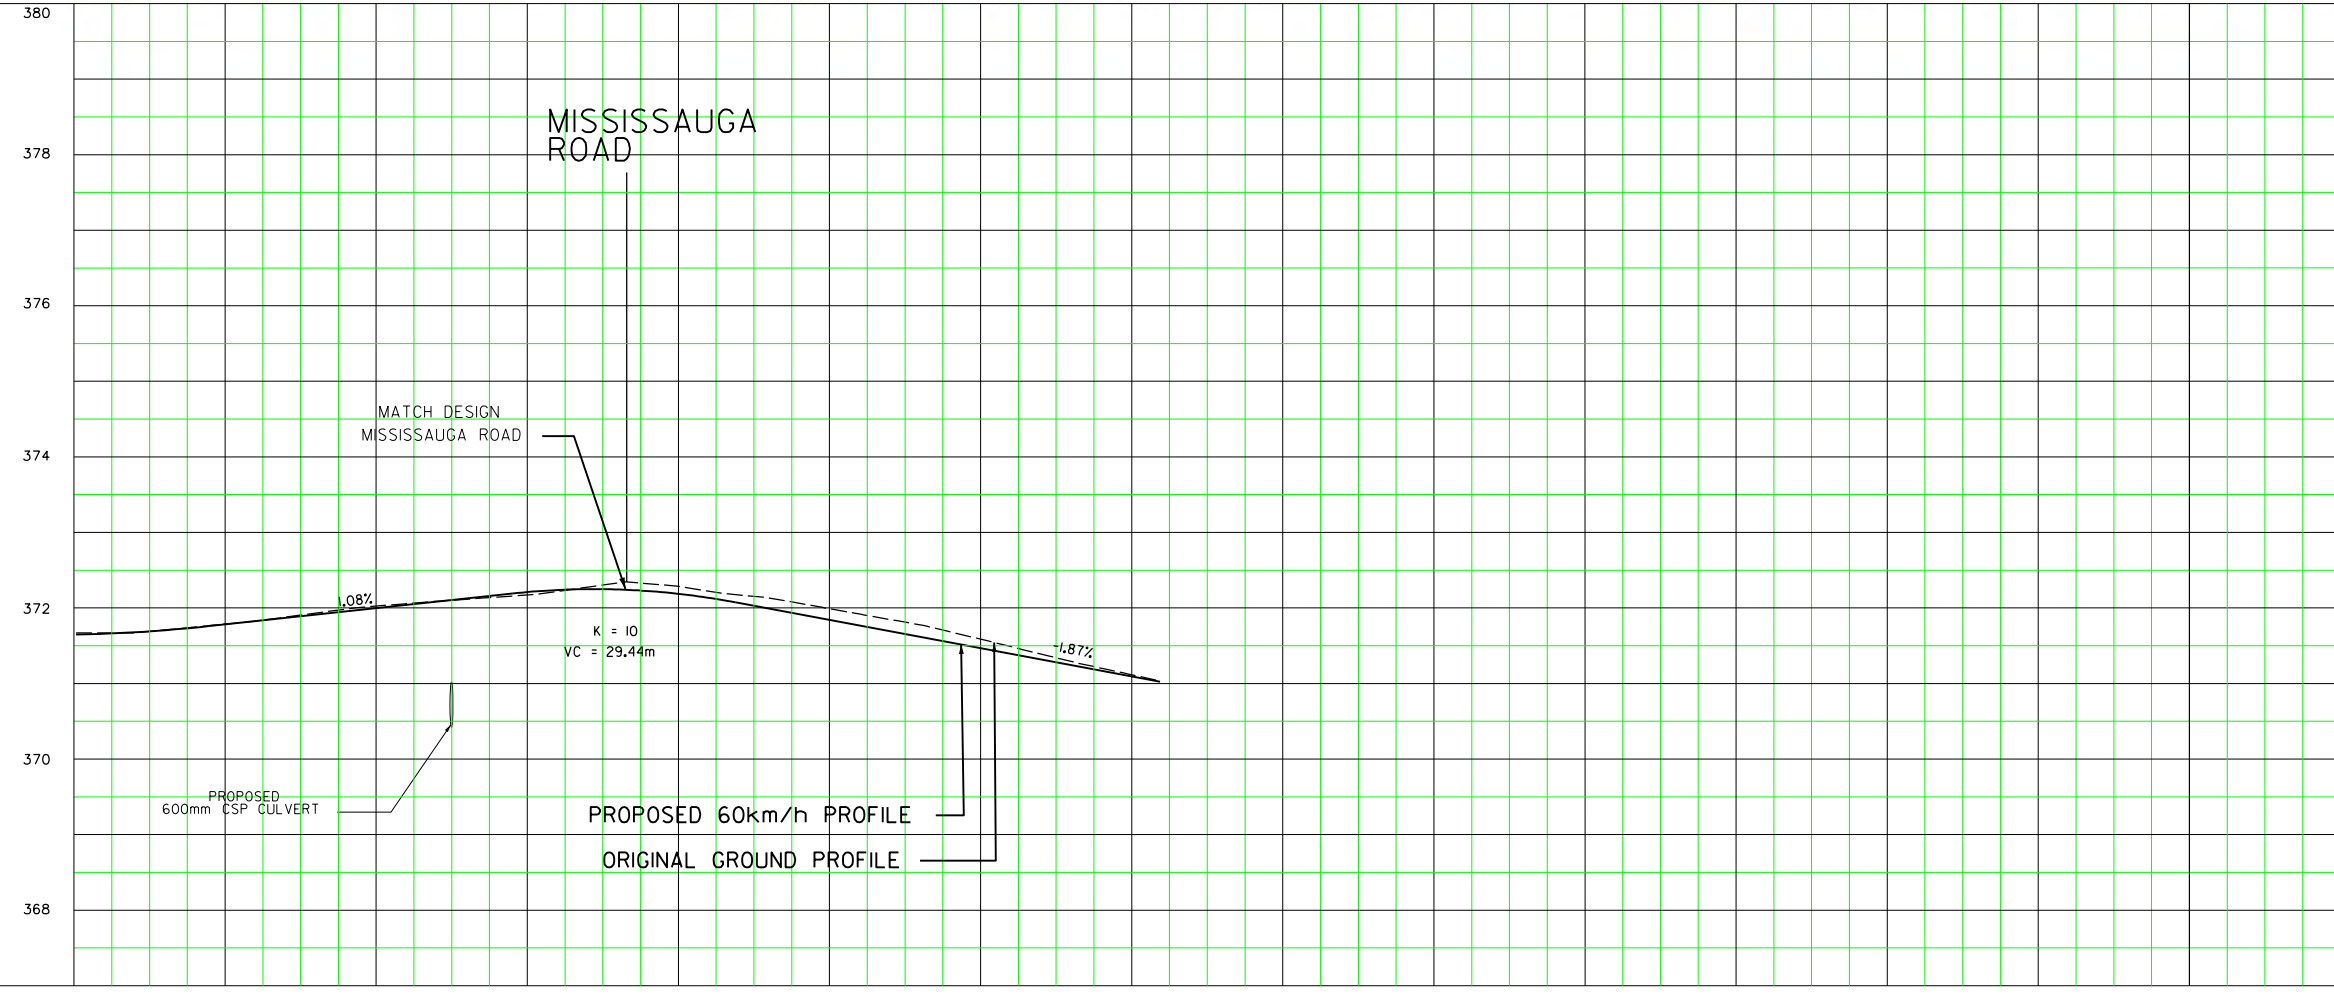 380
MISSISSAUGA
ROAD
378
376
MATCH DESIGN
MISSISSAUGA ROAD
374
1.08%
372
K = 10
VC = 29.44m
-1.87%
370
PROPOSED
600mm CSP CULVERT
PROPOSED 60km/h PROFILE
ORIGINAL GROUND PROFILE
368